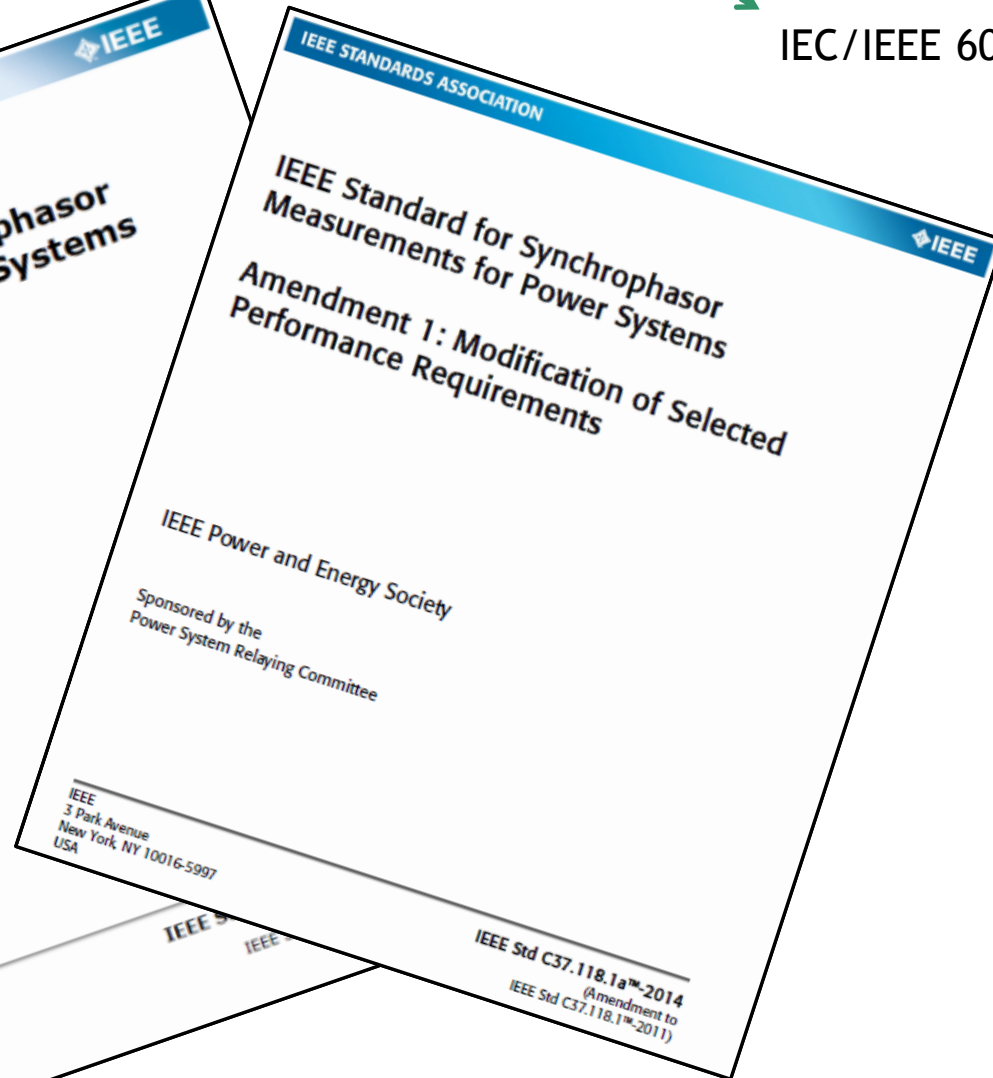 IEC/IEEE 60
IEEE
phasor
Systems
IEEE STANDARDS ASSOCIATION
IEEE
IEEE Standard for Synchrophasor
Measurements for Power Systems
Amendment 1: Modification of Selected
Performance Requirements
IEEE Power and Energy Society
Sponsored by the
Power System Relaying Committee
IEEE
3 Park Avenue
New York, NY 10016-5997
USA
IEEE Std C37.118.1a™-2014
(Amendment to
IEEE Std C37.118.1™-2011)
IEEE S
IEEE S